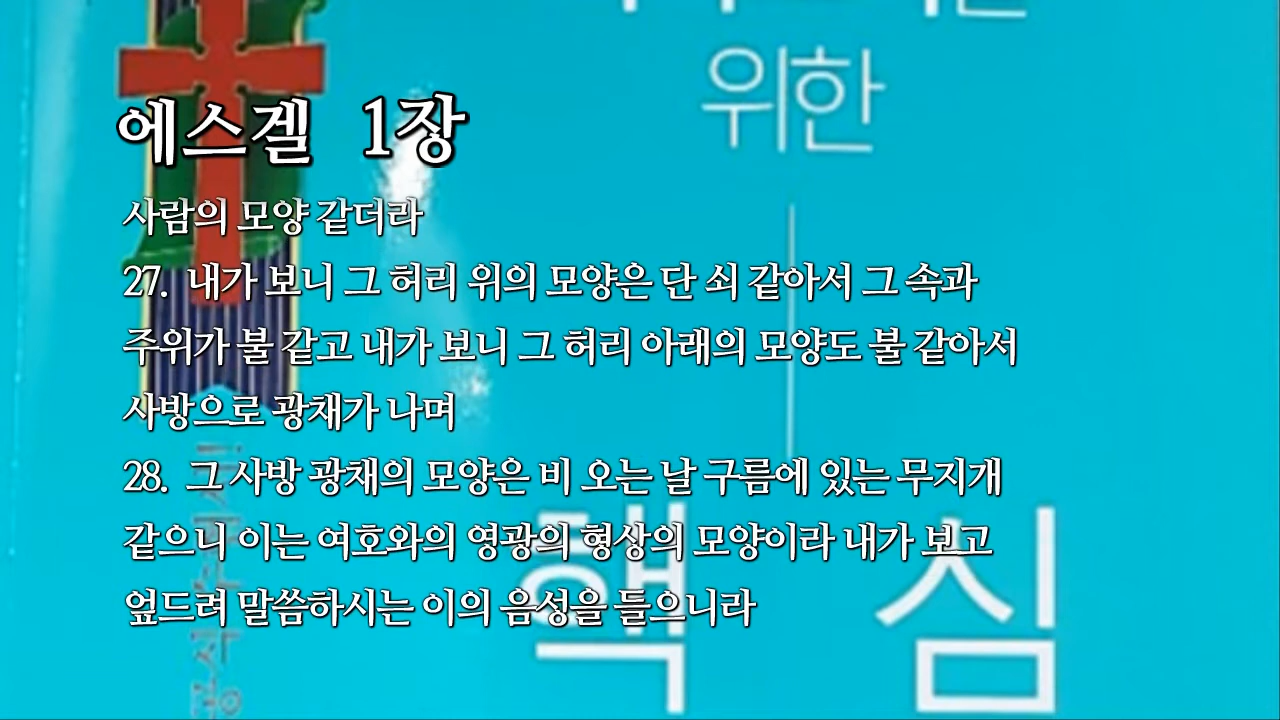 위한
에스겔 1장
사람의 모양 같더라
27. 내가 보니 그 허리 위의 모양은 단 쇠 같아서 그 속과
주위가 불 같고 내가 보니 그 허리 아래의 모양도 불 같아서
사방으로 광채가 나며
28. 그 사방 광채의 모양은 비 오는 날 구름에 있는 무지개
같으니 이는 여호와의 영광의 형상의 모양이라 내가 보고
엎드려 말씀하시는 이의 음성을 들으니라
핵 심